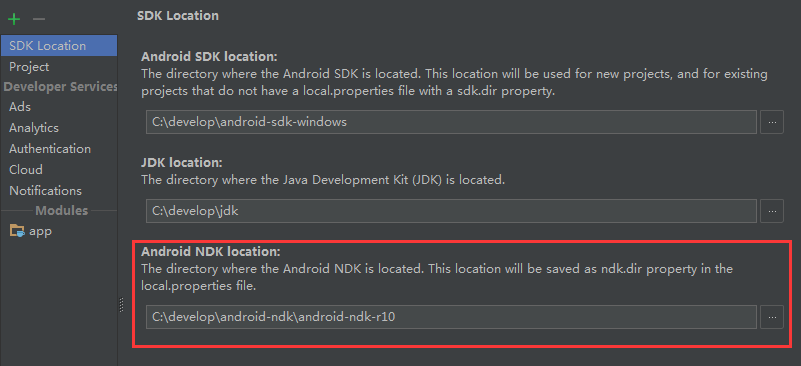 SDK Location
Project
Developer Services
Ads
Analytics
Authentication
Cloud
Notifications
Modules
app
SDK Location
Android SDK location:
The directory where the Android SDK is located. This location will be used for new projects, and for existing
projects that do not have a local.properties file with a sdk.dir property.
C:\develop\android-sdk-windows
...
JDK location:
The directory where the Java Development Kit (JDK) is located.
C:\develop\jdk
...
Android NDK location:
The directory where the Android NDK is located. This location will be saved as ndk.dir property in the
local.properties file.
C:\develop\android-ndk\android-ndk-r10
...